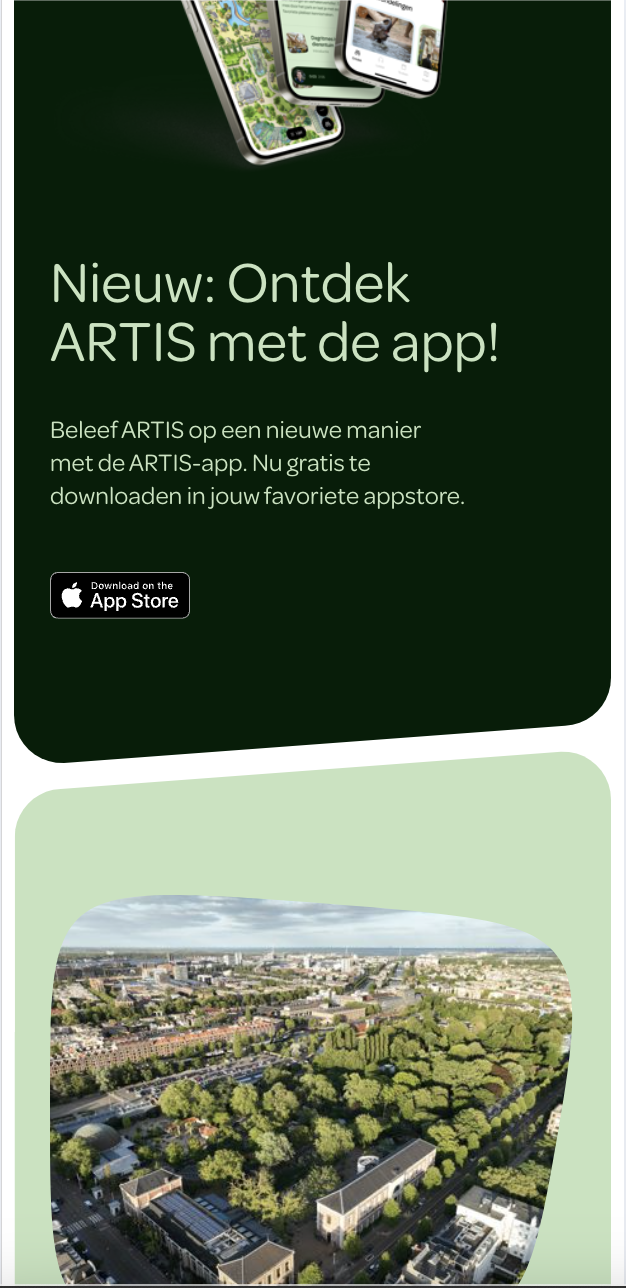 Nieuw: Ontdek
ARTIS met de app!
Beleef ARTIS op een nieuwe manier
met de ARTIS-app. Nu gratis te
downloaden in jouw favoriete appstore.
Download on the
App Store